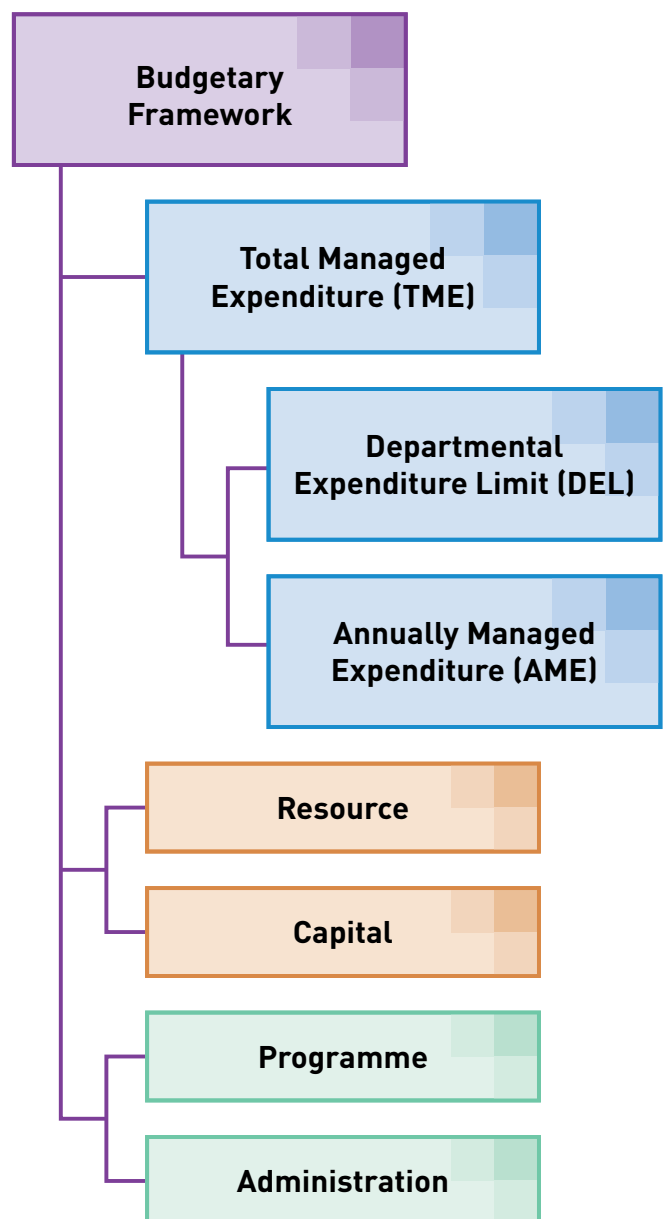 Budgetary
Framework
Total Managed
Expenditure (TME)
Departmental
Expenditure Limit (DEL)
Annually Managed
Expenditure (AME)
Resource
Capital
Programme
Administration